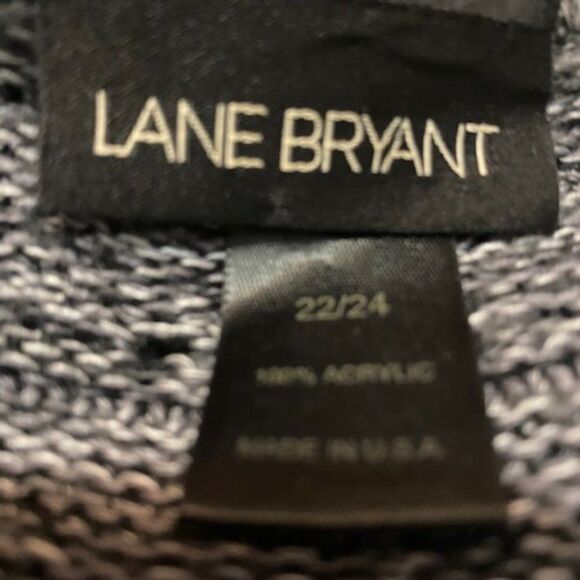 LANE BRYANT
22/24
100% ACRYLIC
MADE IN U.S.A.